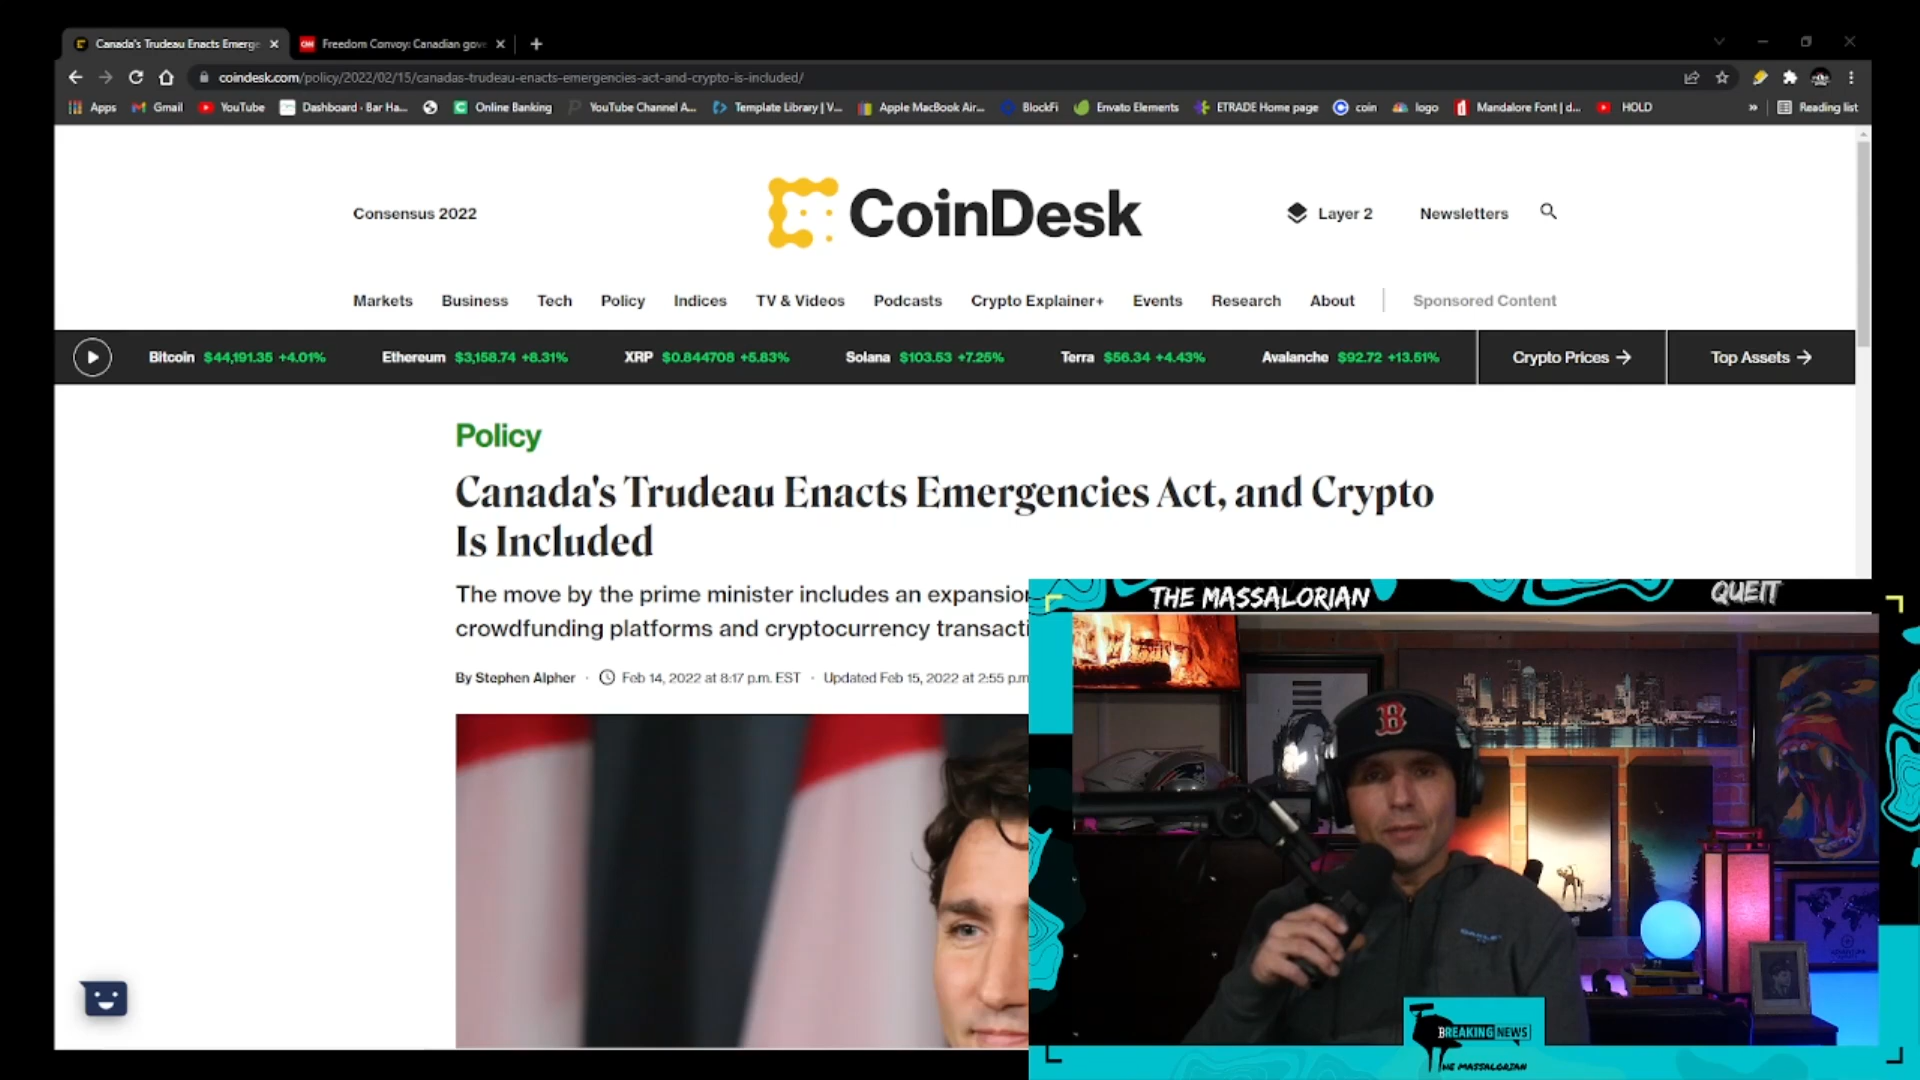 Canada's Trudeau Enacts Emerge
Freedom Convoy: Canadian gove
coindesk.com/policy/2022/02/15/canadas-trudeau-enacts-emergencies-act-and-crypto-is-included/
Apps Gmail YouTube Dashboard · Bar Ha... Online Banking YouTube Channel A... Template Library | V... Apple MacBook Air... BlockFi Envato Elements ETRADE Home page coin logo Mandalore Font | d... HOLD » Reading list
Consensus 2022
CoinDesk
Layer 2 Newsletters
Markets Business Tech Policy Indices TV & Videos Podcasts Crypto Explainer+ Events Research About Sponsored Content
Bitcoin $44,191.35 +4.01% Ethereum $3,158.74 +8.31% XRP $0.844708 +5.83% Solana $103.53 +7.25% Terra $56.34 +4.43% Avalanche $92.72 +13.51% Crypto Prices → Top Assets →
Policy
Canada's Trudeau Enacts Emergencies Act, and Crypto
Is Included
The move by the prime minister includes an expansion
crowdfunding platforms and cryptocurrency transacti
By Stephen Alpher · Feb 14, 2022 at 8:17 p.m. EST · Updated Feb 15, 2022 at 2:55 p.m
THE MASSALORIAN
QUEIT
B
OAKLEY
BREAKING NEWS
THE MASSALORIAN